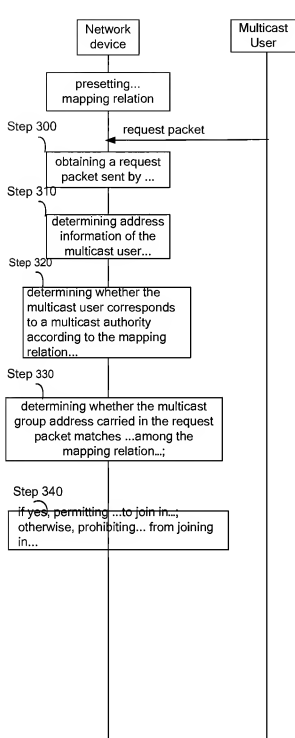 Network
device
Multicast
User
presetting...
mapping relation
Step 300
request packet
obtaining a request
packet sent by ...
Step 310
determining address
information of the
multicast user...
Step 320
determining whether the
multicast user corresponds
to a multicast authority
according to the mapping
relation...
Step 330
determining whether the multicast
group address carried in the request
packet matches ...among the
mapping relation...;
Step 340
if yes, permitting ...to join in...;
otherwise, prohibiting... from joining
in...